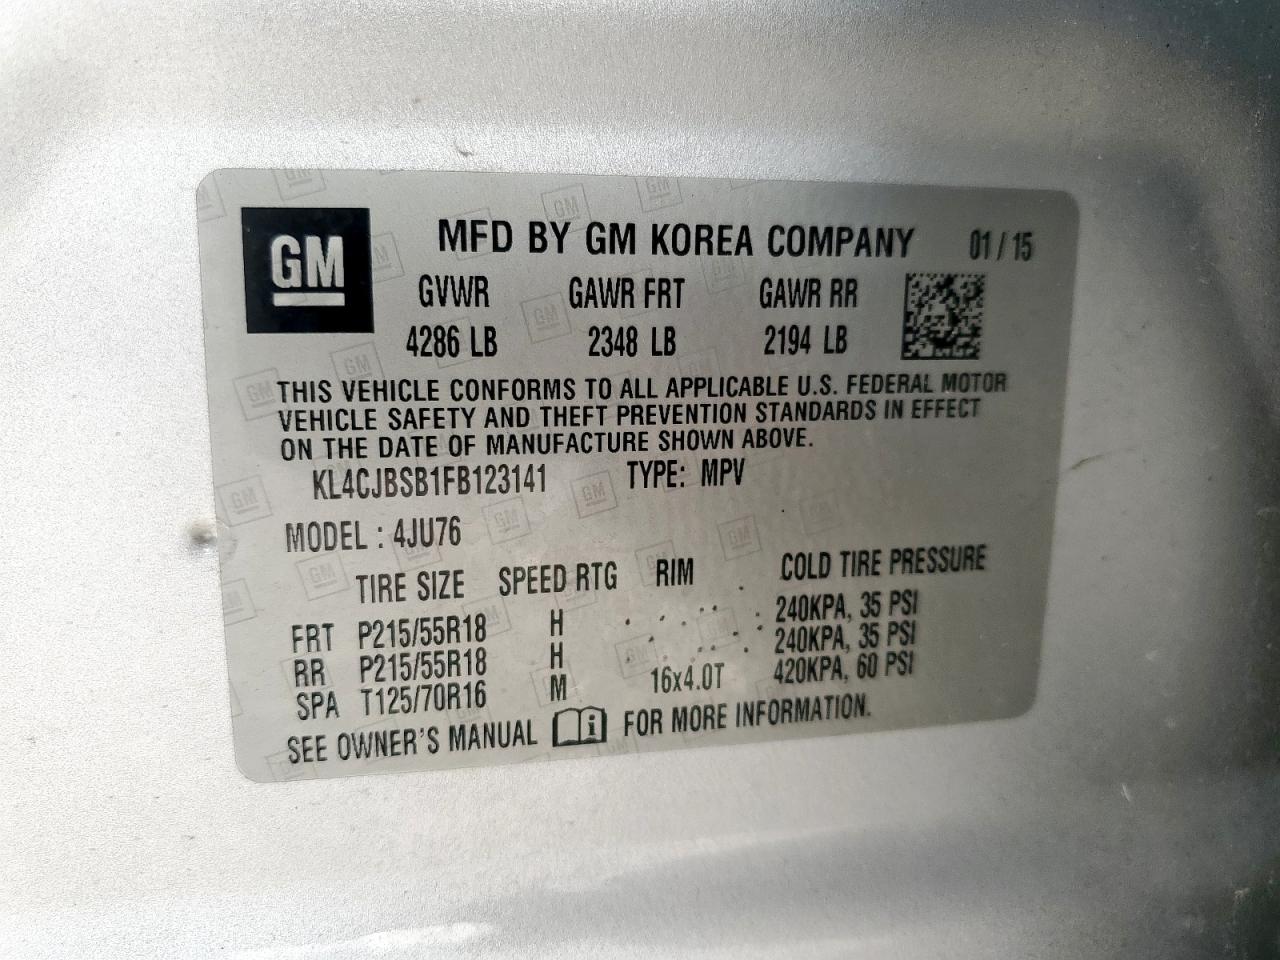 GM
MFD BY GM KOREA COMPANY 01/15
GVWR GAWR FRT GAWR RR
4286 LB 2348 LB 2194 LB
THIS VEHICLE CONFORMS TO ALL APPLICABLE U.S. FEDERAL MOTOR
VEHICLE SAFETY AND THEFT PREVENTION STANDARDS IN EFFECT
ON THE DATE OF MANUFACTURE SHOWN ABOVE.
KL4CJBSB1FB123141 TYPE: MPV
MODEL : 4JU76
TIRE SIZE SPEED RTG RIM COLD TIRE PRESSURE
FRT P215/55R18 H 240KPA, 35 PSI
RR P215/55R18 H 240KPA, 35 PSI
SPA T125/70R16 M 16x4.0T 420KPA, 60 PSI
SEE OWNER'S MANUAL i FOR MORE INFORMATION.